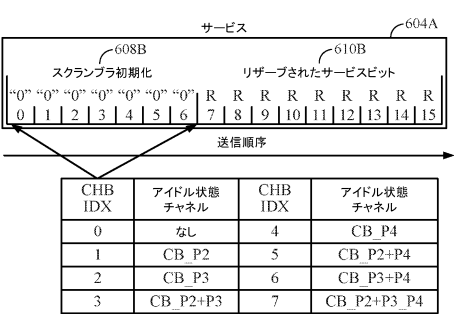 サービス
604A
608B
610B
スクランブラ初期化 リザーブされたサービスビット
“0” “0” “0” “0” “0” “0” “0” R R R R R R R R R
0 1 2 3 4 5 6 7 8 9 10 11 12 13 14 15
送信順序
CHB IDX アイドル状態チャネル CHB IDX アイドル状態チャネル
0 なし 4 CB_P4
1 CB_P2 5 CB_P2+P4
2 CB_P3 6 CB_P3+P4
3 CB_P2+P3 7 CB_P2+P3_P4